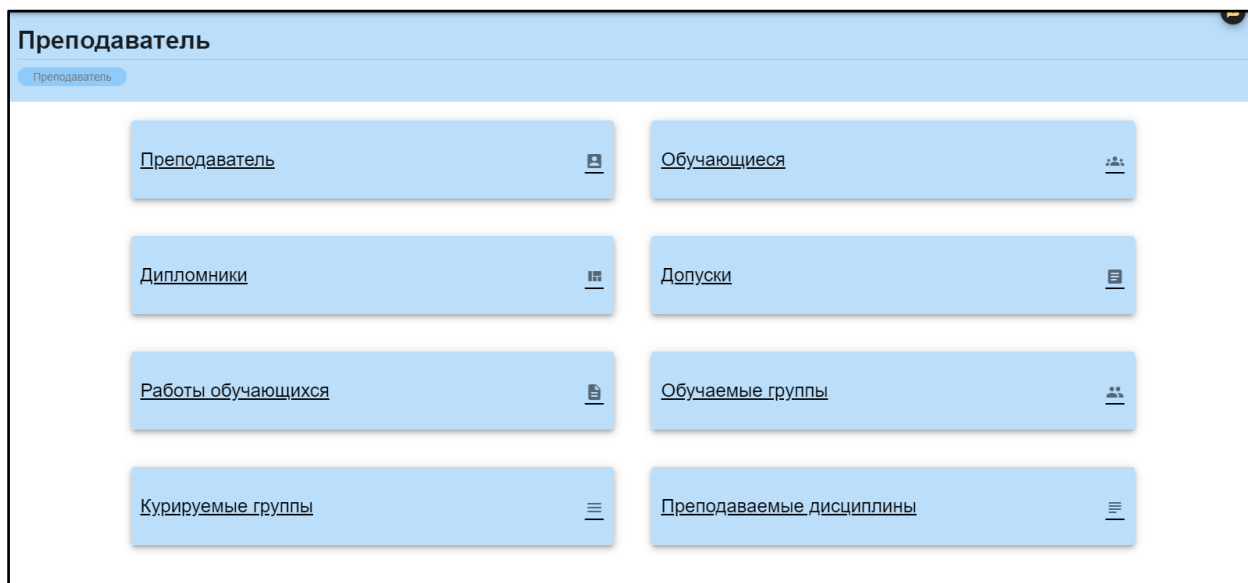 Преподаватель
Преподаватель
Преподаватель
Обучающиеся
Дипломники
Допуски
Работы обучающихся
Обучаемые группы
Курируемые группы
Преподаваемые дисциплины